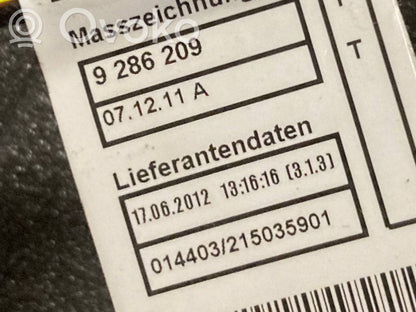 Masszeichnung
9 286 209
07.12.11 A
T
Lieferantendaten
17.06.2012 13:16:16 (3.1.3)
014403/215035901
Ovoko